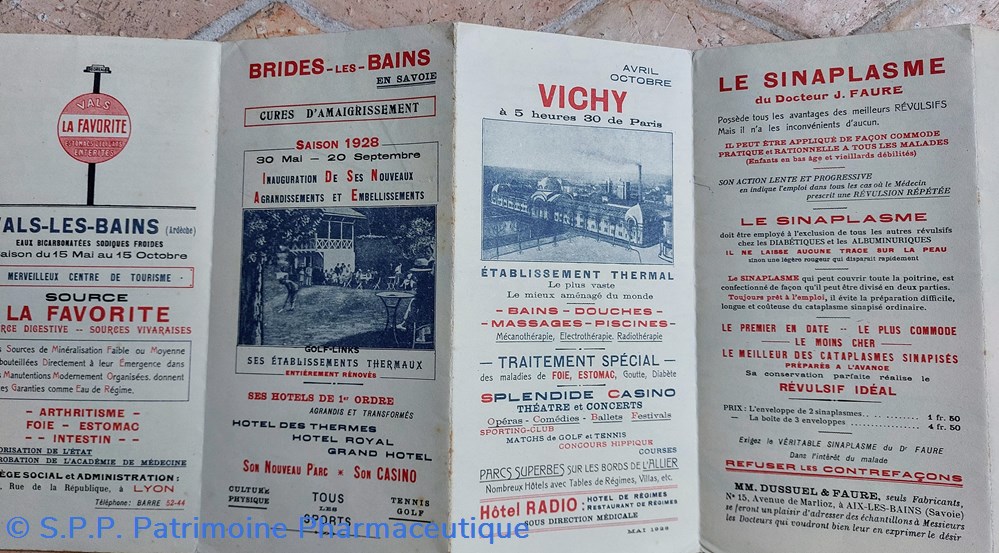 VALS
LA FAVORITE
ESTOMACS DÉLICATS
ENTERITES
VALS-LES-BAINS (Ardèche)
EAUX BICARBONATÉES SODIQUES FROIDES
Saison du 15 Mai au 15 Octobre
MERVEILLEUX CENTRE DE TOURISME -
SOURCE
LA FAVORITE
DIGESTIVE -- SOURCES VIVARAISES
Sources de Minéralisation Faible ou Moyenne
Directement à leur Émergence dans
Manutentions Modernement Organisées, donnent
Garanties comme Eau de Régime.
- ARTHRITISME -
FOIE - ESTOMAC
-- INTESTIN --
DE L'ÉTAT
DE L'ACADÉMIE DE MÉDECINE
SIÈGE SOCIAL et ADMINISTRATION :
Rue de la République, à LYON
Téléphone: BARRE 52-44
BRIDES-LES-BAINS
EN SAVOIE
CURES D'AMAIGRISSEMENT
SAISON 1928
30 Mai — 20 Septembre
INAUGURATION DE SES NOUVEAUX
AGRANDISSEMENTS ET EMBELLISSEMENTS
GOLF-LINKS
SES ÉTABLISSEMENTS THERMAUX
ENTIÈREMENT RÉNOVÉS
SES HOTELS DE 1er ORDRE
AGRANDIS ET TRANSFORMÉS
HOTEL DES THERMES
HOTEL ROYAL
GRAND HOTEL
SON NOUVEAU PARC * SON CASINO
CULTURE PHYSIQUE
TOUS LES SPORTS
TENNIS GOLF
AVRIL
OCTOBRE
VICHY
à 5 heures 30 de Paris
ÉTABLISSEMENT THERMAL
Le plus vaste
Le mieux aménagé du monde
- BAINS - DOUCHES -
- MASSAGES - PISCINES -
Mécanothérapie, Electrothérapie, Radiothérapie
TRAITEMENT SPÉCIAL
des maladies de FOIE, ESTOMAC, Goutte, Diabète
SPLENDIDE CASINO
THÉATRE et CONCERTS
Opéras - Comédies - Ballets Festivals
SPORTING-CLUB
MATCHS de GOLF et TENNIS
CONCOURS HIPPIQUE
COURSES
PARCS SUPERBES SUR LES BORDS DE L'ALLIER
Nombreux Hôtels avec Tables de Régimes, Villas, etc.
Hôtel RADIO : HOTEL DE RÉGIMES
RESTAURANT DE RÉGIMES
SOUS DIRECTION MÉDICALE
MAI 1928
LE SINAPLASME
du Docteur J. FAURE
Possède tous les avantages des meilleurs RÉVULSIFS
Mais il n'a les inconvénients d'aucun.
IL PEUT ÊTRE APPLIQUÉ DE FAÇON COMMODE
PRATIQUE et RATIONNELLE A TOUS LES MALADES
(Enfants en bas âge et vieillards débilités)
SON ACTION LENTE ET PROGRESSIVE
en indique l'emploi dans tous les cas où le Médecin
prescrit une RÉVULSION RÉPÉTÉE
LE SINAPLASME
doit être employé à l'exclusion de tous les autres révulsifs
chez les DIABÉTIQUES et les ALBUMINURIQUES
IL NE LAISSE AUCUNE TRACE SUR LA PEAU
sinon une légère rougeur qui disparait rapidement
Le SINAPLASME qui peut couvrir toute la poitrine, est
confectionné de façon qu'il peut être divisé en deux parties.
Toujours prêt à l'emploi, il évite la préparation difficile,
longue et coûteuse du cataplasme sinapisé ordinaire.
LE PREMIER EN DATE -- LE PLUS COMMODE
— LE MOINS CHER —
LE MEILLEUR DES CATAPLASMES SINAPISÉS
PRÉPARÉS A L'AVANCE
Sa conservation parfaite réalise le
RÉVULSIF IDÉAL
PRIX : L'enveloppe de 2 sinaplasmes.. . . . . . . 1 fr. 50
— La boîte de 3 enveloppes . . . . . . . . . 4 fr. 50
Exigez le VÉRITABLE SINAPLASME du Dr FAURE
Dans l'intérêt du malade
REFUSER LES CONTREFAÇONS
MM. DUSSUEL & FAURE, seuls Fabricants,
N° 15, Avenue de Marlioz, à AIX-LES-BAINS (Savoie)
se feront un plaisir d'adresser des échantillons à Messieurs
les Docteurs qui voudront bien leur en exprimer le désir
© S.P.P. Patrimoine Pharmaceutique